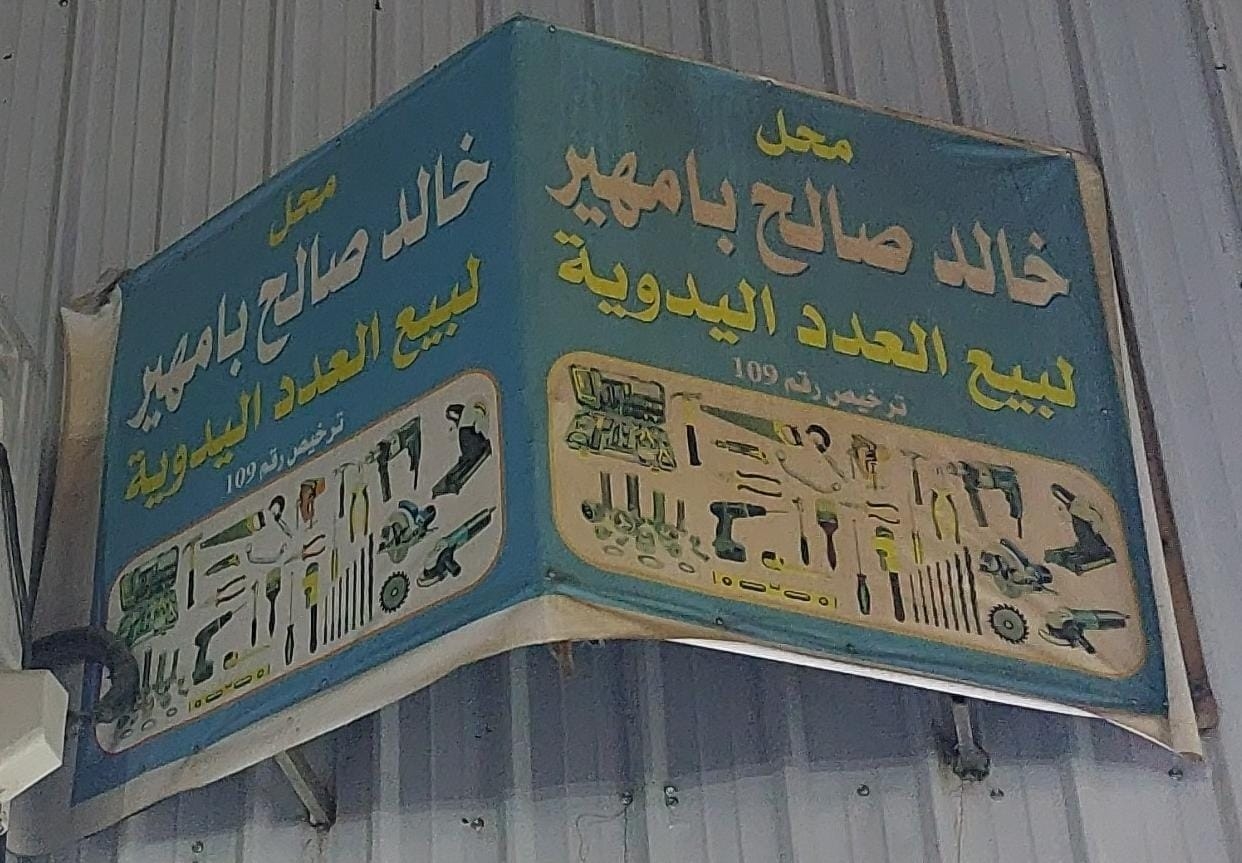 محل
خالد صالح بامهير
لبيع العدد اليدوية
ترخيص رقم 109
محل
خالد صالح بامهير
لبيع العدد اليدوية
ترخيص رقم 109